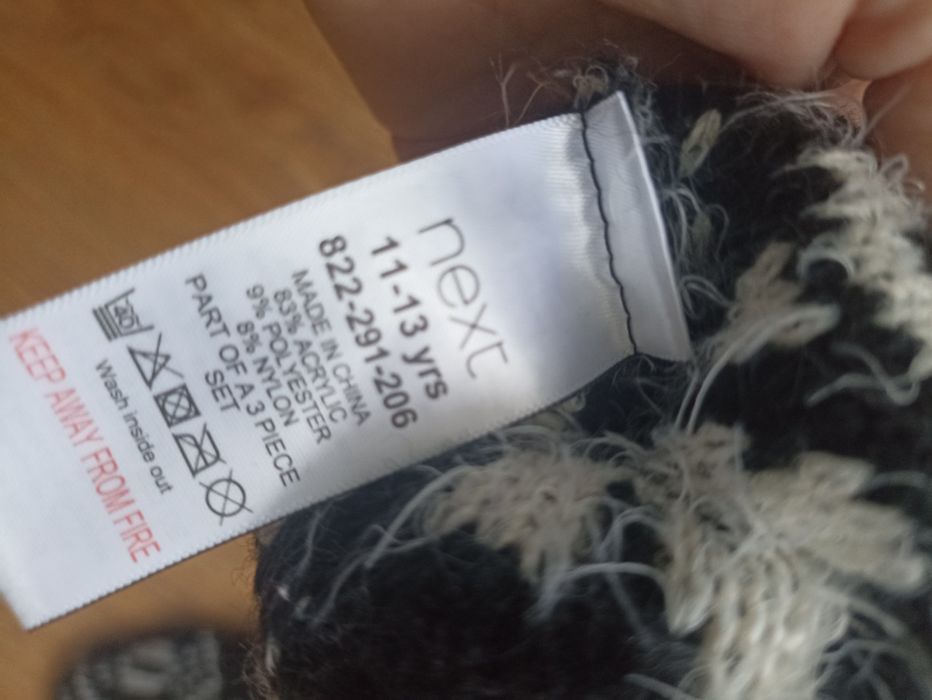 next
11-13 yrs
822-291-206
MADE IN CHINA
83% ACRYLIC
9% POLYESTER
8% NYLON
PART OF A 3 PIECE
SET
40
Wash inside out
KEEP AWAY FROM FIRE